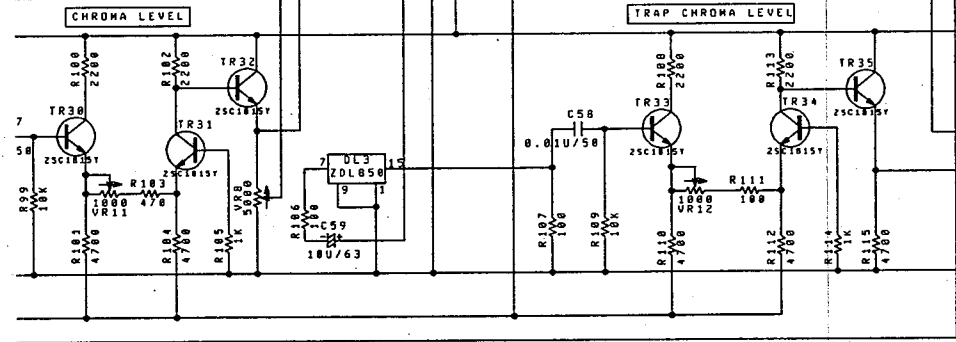 CHROMA LEVEL
TRAP CHROMA LEVEL
R100
2200
R102
2200
TR32
2SC1815Y
R108
2200
R113
2200
TR35
2SC1815Y
7
50
TR30
2SC1815Y
TR31
2SC1815Y
C58
0.01U/50
TR33
2SC1815Y
TR34
2SC1815Y
7
DL3
15
ZDL850
9
1
R99
10K
1000
VR11
R103
470
VR8
5000
R106
100
C59
- +
10U/63
R107
100
R109
10K
1000
VR12
R111
100
R101
4700
R104
4700
R105
1K
R110
4700
R112
4700
R114
1K
R115
4700